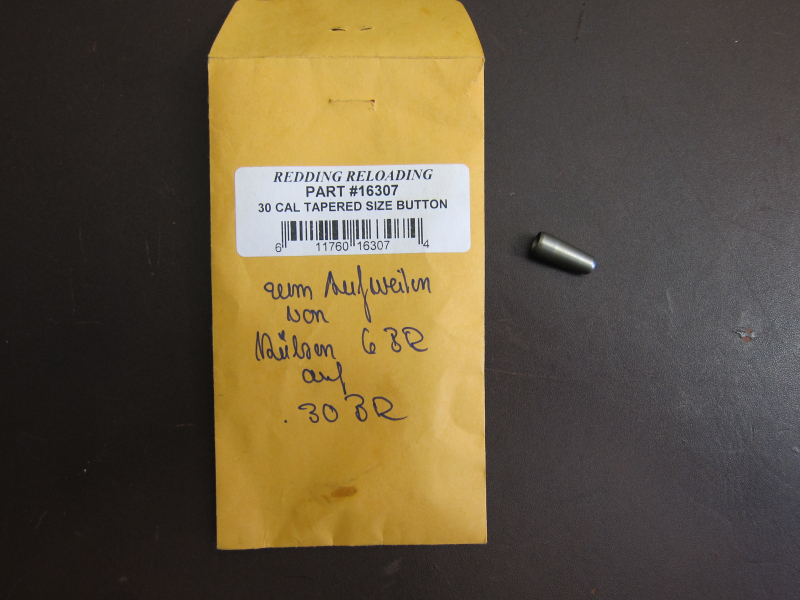 REDDING RELOADING
PART #16307
30 CAL TAPERED SIZE BUTTON
6 11760 16307 4
zum Aufweiten
von
Hülsen 6 BR
auf
.30 BR